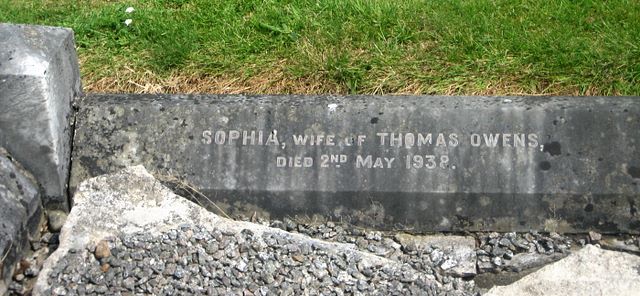 SOPHIA, WIFE OF THOMAS OWENS,
DIED 2ND MAY 1938.